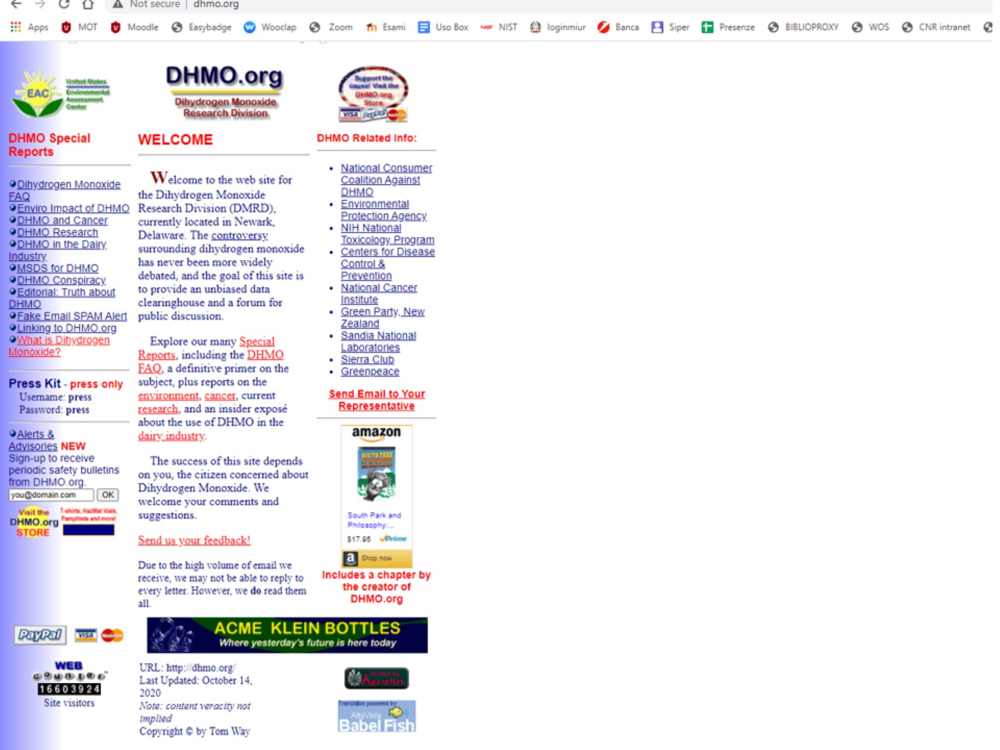 Not secure | dhmo.org
Apps MOT Moodle Easybadge Wooclap Zoom Esami Uso Box NIST loginmiur Banca Siper Presenze BIBLIOPROXY WOS CNR intranet
EAC
United States
Environmental
Assessment
Center
DHMO Special
Reports
Dihydrogen Monoxide
FAQ
Enviro Impact of DHMO
DHMO and Cancer
DHMO Research
DHMO in the Dairy
Industry
MSDS for DHMO
DHMO Conspiracy
Editorial: Truth about
DHMO
Fake Email SPAM Alert
Linking to DHMO.org
What is Dihydrogen
Monoxide?
Press Kit - press only
Username: press
Password: press
Alerts &
Advisories NEW
Sign-up to receive
periodic safety bulletins
from DHMO.org.
you@domain.com OK
Visit the
DHMO.org
STORE
T-shirts, HazMat Vials,
Pamphlets and more!
PayPal VISA MasterCard
WEB
counter™
16603924
Site visitors
DHMO.org
Dihydrogen Monoxide
Research Division
WELCOME
Welcome to the web site for
the Dihydrogen Monoxide
Research Division (DMRD),
currently located in Newark,
Delaware. The controversy
surrounding dihydrogen monoxide
has never been more widely
debated, and the goal of this site is
to provide an unbiased data
clearinghouse and a forum for
public discussion.
Explore our many Special
Reports, including the DHMO
FAQ, a definitive primer on the
subject, plus reports on the
environment, cancer, current
research, and an insider exposé
about the use of DHMO in the
dairy industry.
The success of this site depends
on you, the citizen concerned about
Dihydrogen Monoxide. We
welcome your comments and
suggestions.
Send us your feedback!
Due to the high volume of email we
receive, we may not be able to reply to
every letter. However, we do read them
all.
Support the
cause! Visit the
DHMO.org
Store
VISA PayPal MasterCard
DHMO Related Info:
National Consumer
Coalition Against
DHMO
Environmental
Protection Agency
NIH National
Toxicology Program
Centers for Disease
Control &
Prevention
National Cancer
Institute
Green Party, New
Zealand
Sandia National
Laboratories
Sierra Club
Greenpeace
Send Email to Your
Representative
amazon
SOUTH PARK
South Park and
Philosophy:...
$17.95 Prime
a Shop now
Includes a chapter by
the creator of
DHMO.org
ACME KLEIN BOTTLES
Where yesterday's future is here today
URL: http://dhmo.org/
Last Updated: October 14,
2020
Note: content veracity not
implied
Copyright © by Tom Way
Hosted by
AgoraNet
Translation powered by
AltaVista
Babel Fish